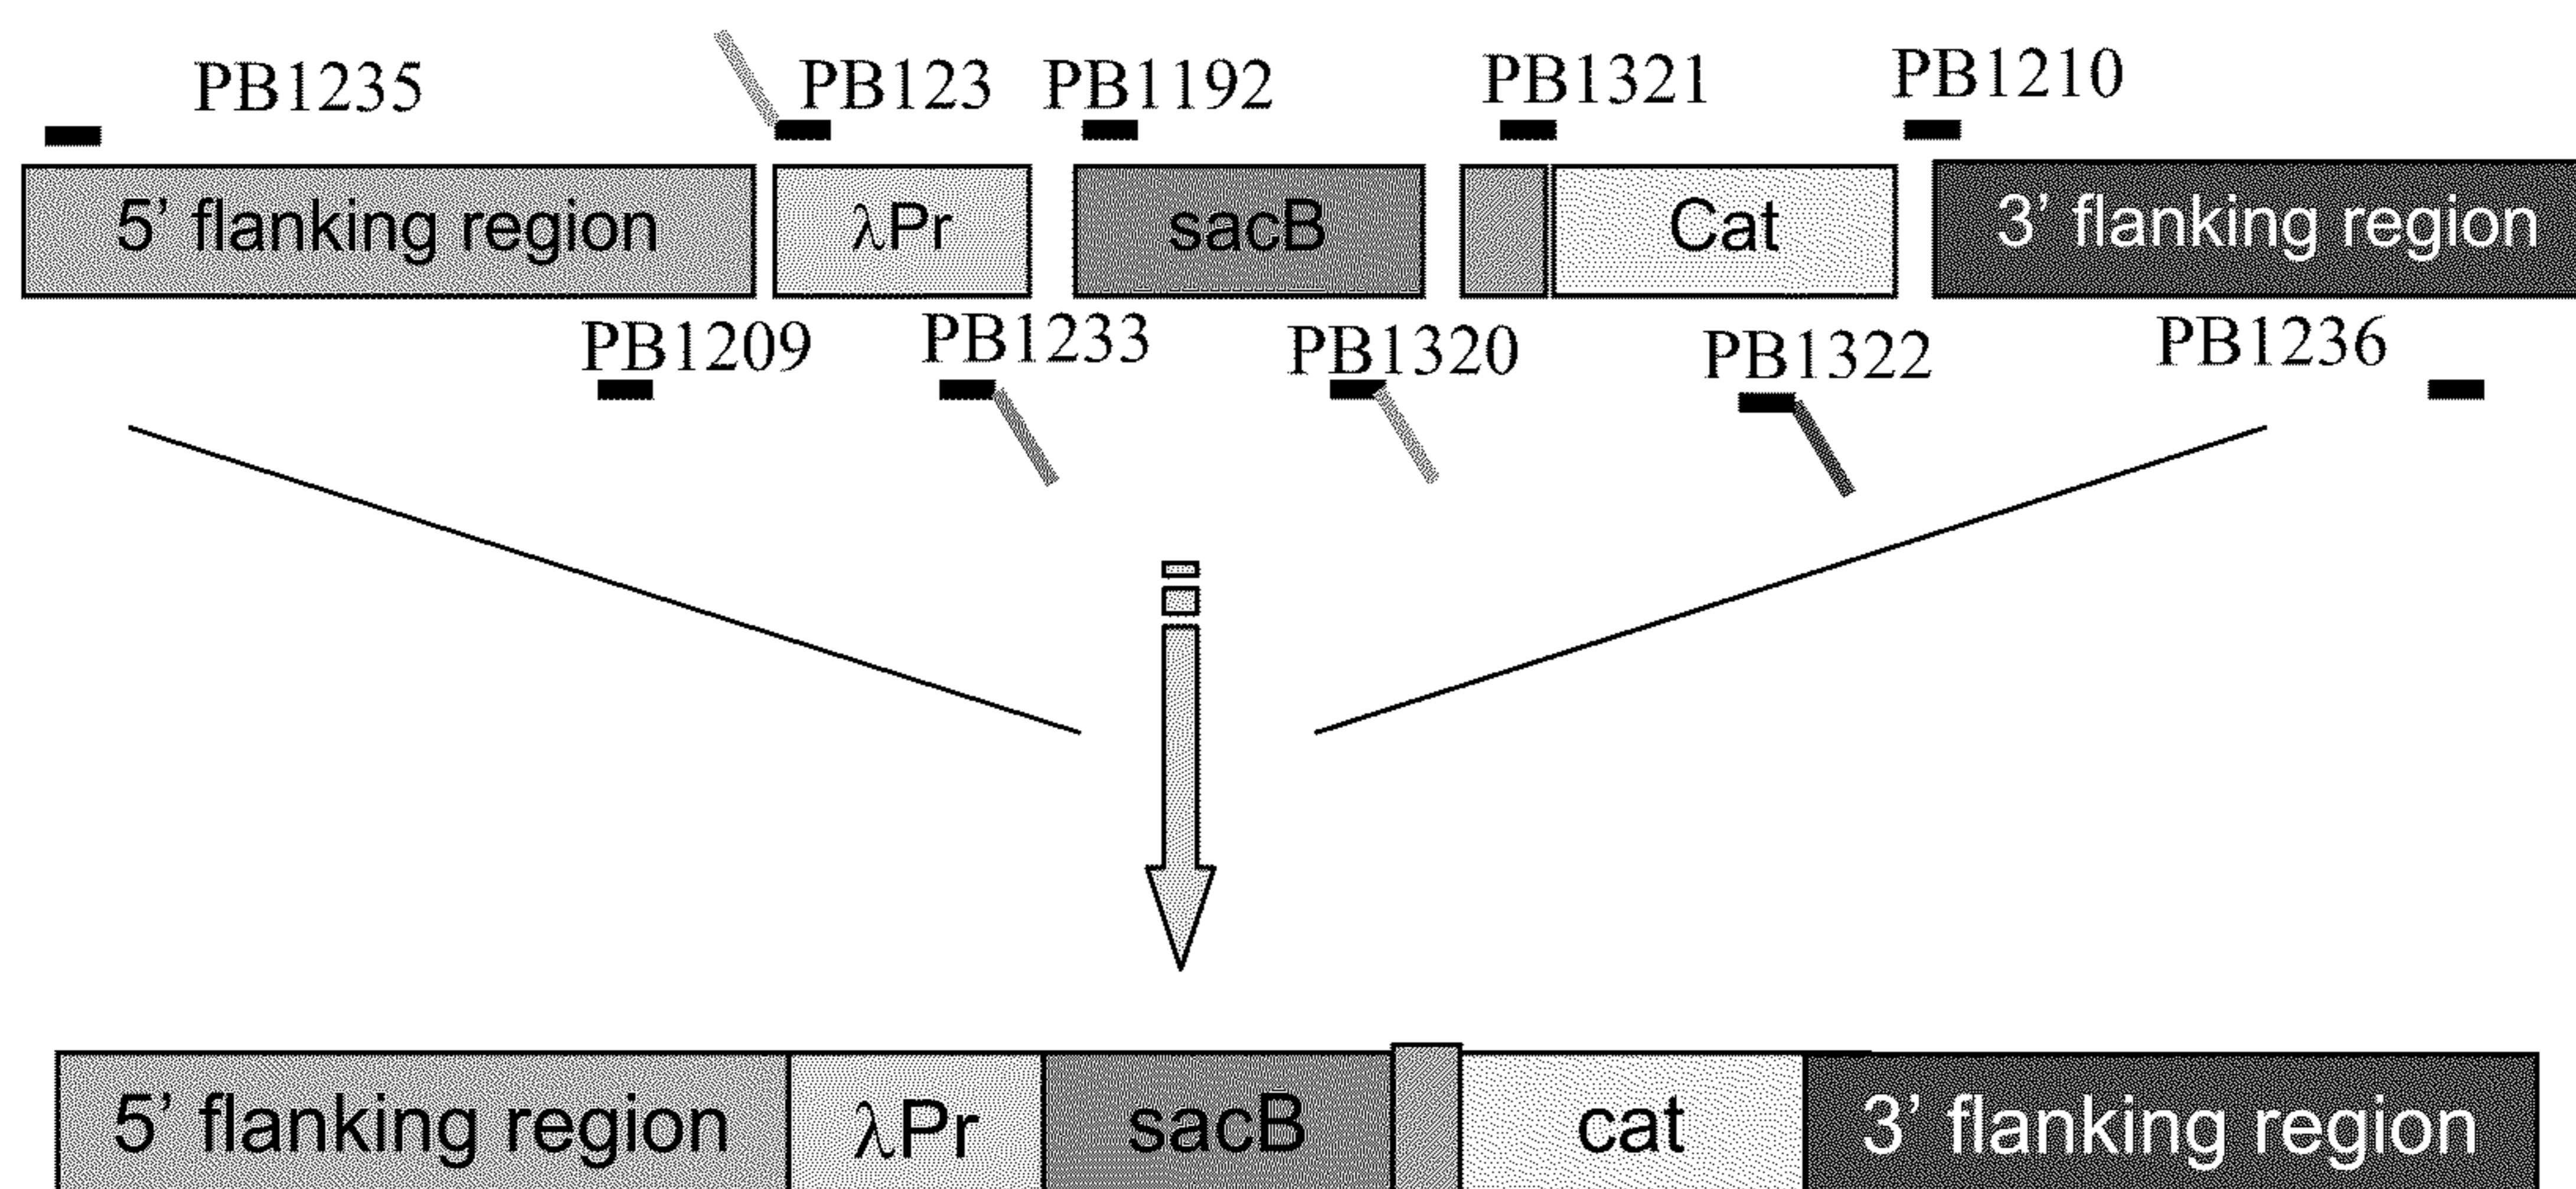 PB1235 PB123 PB1192 PB1321 PB1210
5’ flanking region λPr sacB Cat 3’ flanking region
PB1209 PB1233 PB1320 PB1322 PB1236
5’ flanking region λPr sacB cat 3’ flanking region